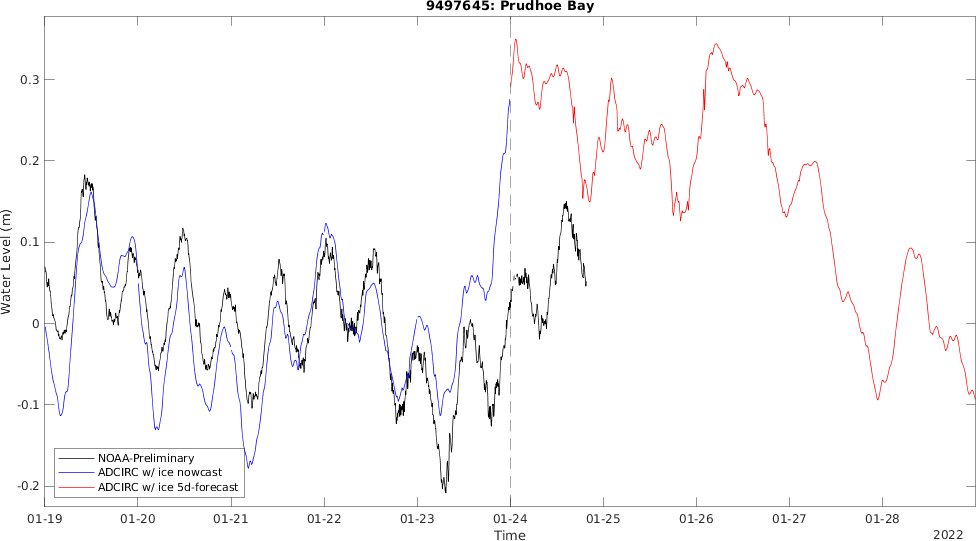 9497645: Prudhoe Bay
Water Level (m)
0.3
0.2
0.1
0
-0.1
-0.2
NOAA-Preliminary
ADCIRC w/ ice nowcast
ADCIRC w/ ice 5d-forecast
01-19 01-20 01-21 01-22 01-23 01-24 01-25 01-26 01-27 01-28
Time
2022